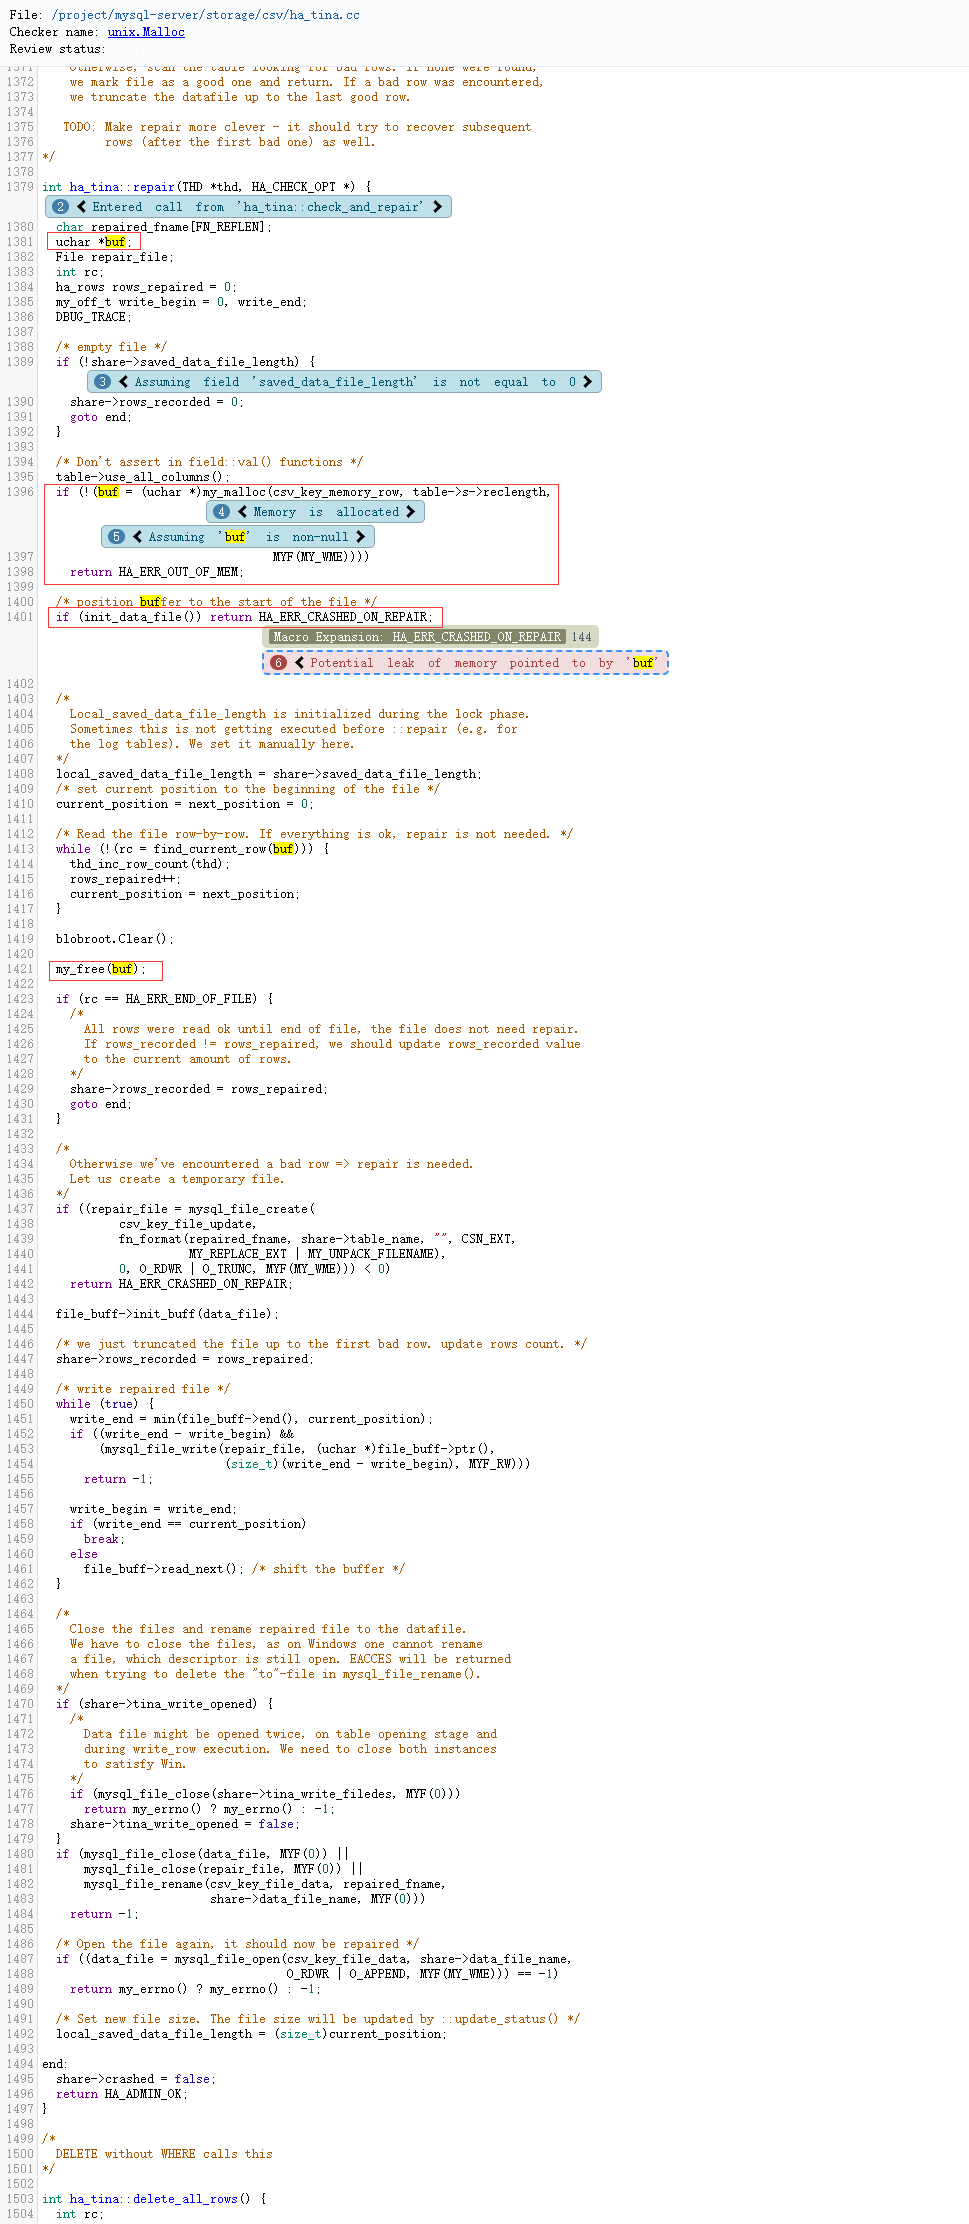 File: /project/mysql-server/storage/csv/ha_tina.cc
Checker name: unix.Malloc
Review status:
1371     Otherwise, scan the table looking for bad rows. If none were found,
1372     we mark file as a good one and return. If a bad row was encountered,
1373     we truncate the datafile up to the last good row.
1374
1375    TODO: Make repair more clever - it should try to recover subsequent
1376          rows (after the first bad one) as well.
1377 */
1378
1379 int ha_tina::repair(THD *thd, HA_CHECK_OPT *) {
2 Entered call from 'ha_tina::check_and_repair'
1380   char repaired_fname[FN_REFLEN];
1381   uchar *buf;
1382   File repair_file;
1383   int rc;
1384   ha_rows rows_repaired = 0;
1385   my_off_t write_begin = 0, write_end;
1386   DBUG_TRACE;
1387
1388   /* empty file */
1389   if (!share->saved_data_file_length) {
3 Assuming field 'saved_data_file_length' is not equal to 0
1390     share->rows_recorded = 0;
1391     goto end;
1392   }
1393
1394   /* Don't assert in field::val() functions */
1395   table->use_all_columns();
1396   if (!(buf = (uchar *)my_malloc(csv_key_memory_row, table->s->reclength,
4 Memory is allocated
5 Assuming 'buf' is non-null
1397                                  MYF(MY_WME))))
1398     return HA_ERR_OUT_OF_MEM;
1399
1400   /* position buffer to the start of the file */
1401   if (init_data_file()) return HA_ERR_CRASHED_ON_REPAIR;
Macro Expansion: HA_ERR_CRASHED_ON_REPAIR 144
6 Potential leak of memory pointed to by 'buf'
1402
1403   /*
1404     Local_saved_data_file_length is initialized during the lock phase.
1405     Sometimes this is not getting executed before ::repair (e.g. for
1406     the log tables). We set it manually here.
1407   */
1408   local_saved_data_file_length = share->saved_data_file_length;
1409   /* set current position to the beginning of the file */
1410   current_position = next_position = 0;
1411
1412   /* Read the file row-by-row. If everything is ok, repair is not needed. */
1413   while (!(rc = find_current_row(buf))) {
1414     thd_inc_row_count(thd);
1415     rows_repaired++;
1416     current_position = next_position;
1417   }
1418
1419   blobroot.Clear();
1420
1421   my_free(buf);
1422
1423   if (rc == HA_ERR_END_OF_FILE) {
1424     /*
1425       All rows were read ok until end of file, the file does not need repair.
1426       If rows_recorded != rows_repaired, we should update rows_recorded value
1427       to the current amount of rows.
1428     */
1429     share->rows_recorded = rows_repaired;
1430     goto end;
1431   }
1432
1433   /*
1434     Otherwise we've encountered a bad row => repair is needed.
1435     Let us create a temporary file.
1436   */
1437   if ((repair_file = mysql_file_create(
1438            csv_key_file_update,
1439            fn_format(repaired_fname, share->table_name, "", CSN_EXT,
1440                      MY_REPLACE_EXT | MY_UNPACK_FILENAME),
1441            0, O_RDWR | O_TRUNC, MYF(MY_WME))) < 0)
1442     return HA_ERR_CRASHED_ON_REPAIR;
1443
1444   file_buff->init_buff(data_file);
1445
1446   /* we just truncated the file up to the first bad row. update rows count. */
1447   share->rows_recorded = rows_repaired;
1448
1449   /* write repaired file */
1450   while (true) {
1451     write_end = min(file_buff->end(), current_position);
1452     if ((write_end - write_begin) &&
1453         (mysql_file_write(repair_file, (uchar *)file_buff->ptr(),
1454                           (size_t)(write_end - write_begin), MYF_RW)))
1455       return -1;
1456
1457     write_begin = write_end;
1458     if (write_end == current_position)
1459       break;
1460     else
1461       file_buff->read_next(); /* shift the buffer */
1462   }
1463
1464   /*
1465     Close the files and rename repaired file to the datafile.
1466     We have to close the files, as on Windows one cannot rename
1467     a file, which descriptor is still open. EACCES will be returned
1468     when trying to delete the "to"-file in mysql_file_rename().
1469   */
1470   if (share->tina_write_opened) {
1471     /*
1472       Data file might be opened twice, on table opening stage and
1473       during write_row execution. We need to close both instances
1474       to satisfy Win.
1475     */
1476     if (mysql_file_close(share->tina_write_filedes, MYF(0)))
1477       return my_errno() ? my_errno() : -1;
1478     share->tina_write_opened = false;
1479   }
1480   if (mysql_file_close(data_file, MYF(0)) ||
1481       mysql_file_close(repair_file, MYF(0)) ||
1482       mysql_file_rename(csv_key_file_data, repaired_fname,
1483                         share->data_file_name, MYF(0)))
1484     return -1;
1485
1486   /* Open the file again, it should now be repaired */
1487   if ((data_file = mysql_file_open(csv_key_file_data, share->data_file_name,
1488                                    O_RDWR | O_APPEND, MYF(MY_WME))) == -1)
1489     return my_errno() ? my_errno() : -1;
1490
1491   /* Set new file size. The file size will be updated by ::update_status() */
1492   local_saved_data_file_length = (size_t)current_position;
1493
1494 end:
1495   share->crashed = false;
1496   return HA_ADMIN_OK;
1497 }
1498
1499 /*
1500   DELETE without WHERE calls this
1501 */
1502
1503 int ha_tina::delete_all_rows() {
1504   int rc;